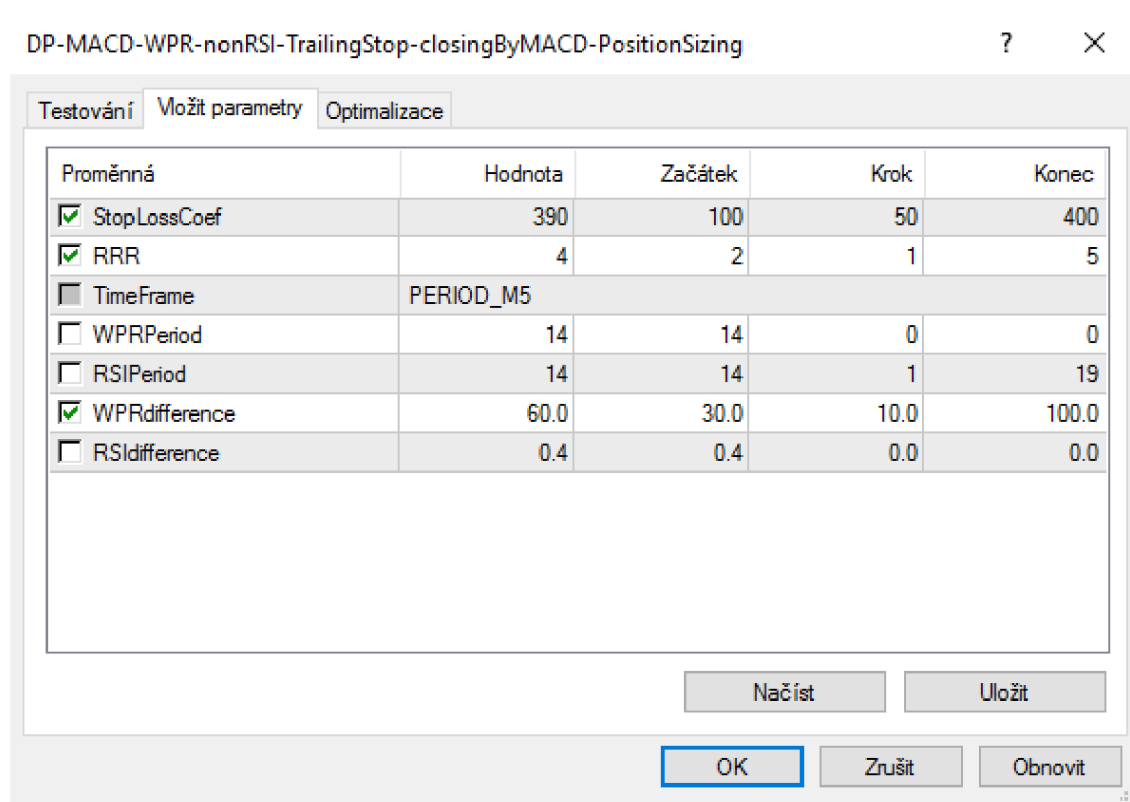 DP-MACD-WPR-nonRSI-TrailingStop-closingByMACD-PositionSizing ? ×
Testování Vložit parametry Optimalizace
Proměnná Hodnota Začátek Krok Konec
StopLossCoef 390 100 50 400
RRR 4 2 1 5
TimeFrame PERIOD_M5
WPRPeriod 14 14 0 0
RSIPeriod 14 14 1 19
WPRdifference 60.0 30.0 10.0 100.0
RSIdifference 0.4 0.4 0.0 0.0
Načíst Uložit
OK Zrušit Obnovit